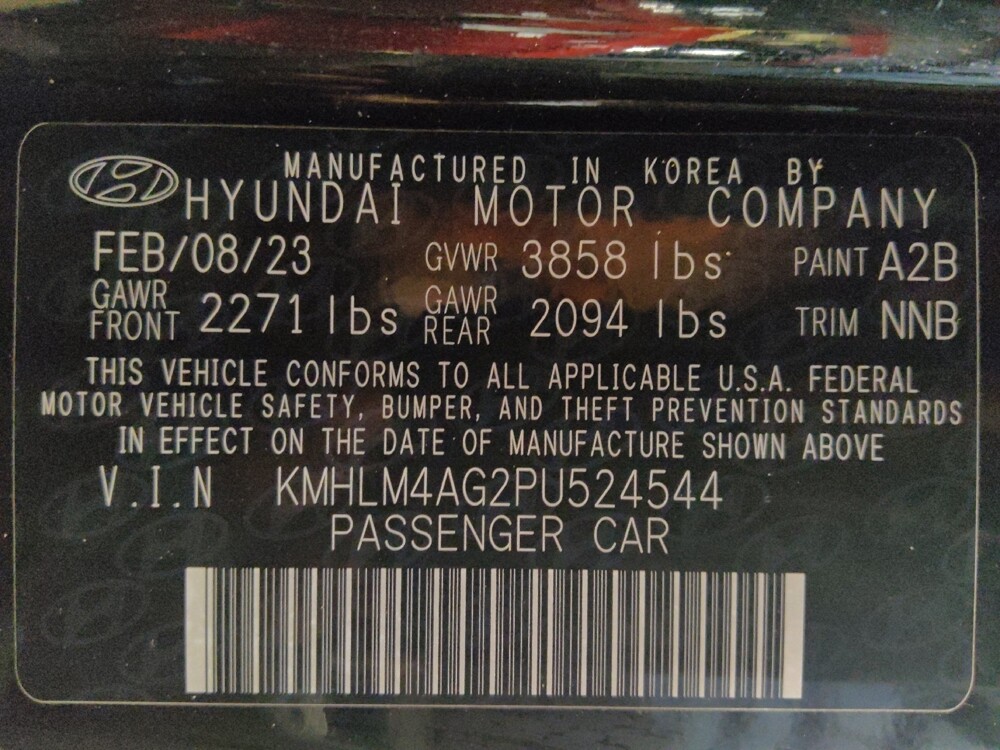 MANUFACTURED IN KOREA BY
HYUNDAI MOTOR COMPANY
FEB/08/23 GVWR 3858 lbs PAINT A2B
GAWR FRONT 2271 lbs GAWR REAR 2094 lbs TRIM NNB
THIS VEHICLE CONFORMS TO ALL APPLICABLE U.S.A. FEDERAL
MOTOR VEHICLE SAFETY, BUMPER, AND THEFT PREVENTION STANDARDS
IN EFFECT ON THE DATE OF MANUFACTURE SHOWN ABOVE
V.I.N KMHLM4AG2PU524544
PASSENGER CAR